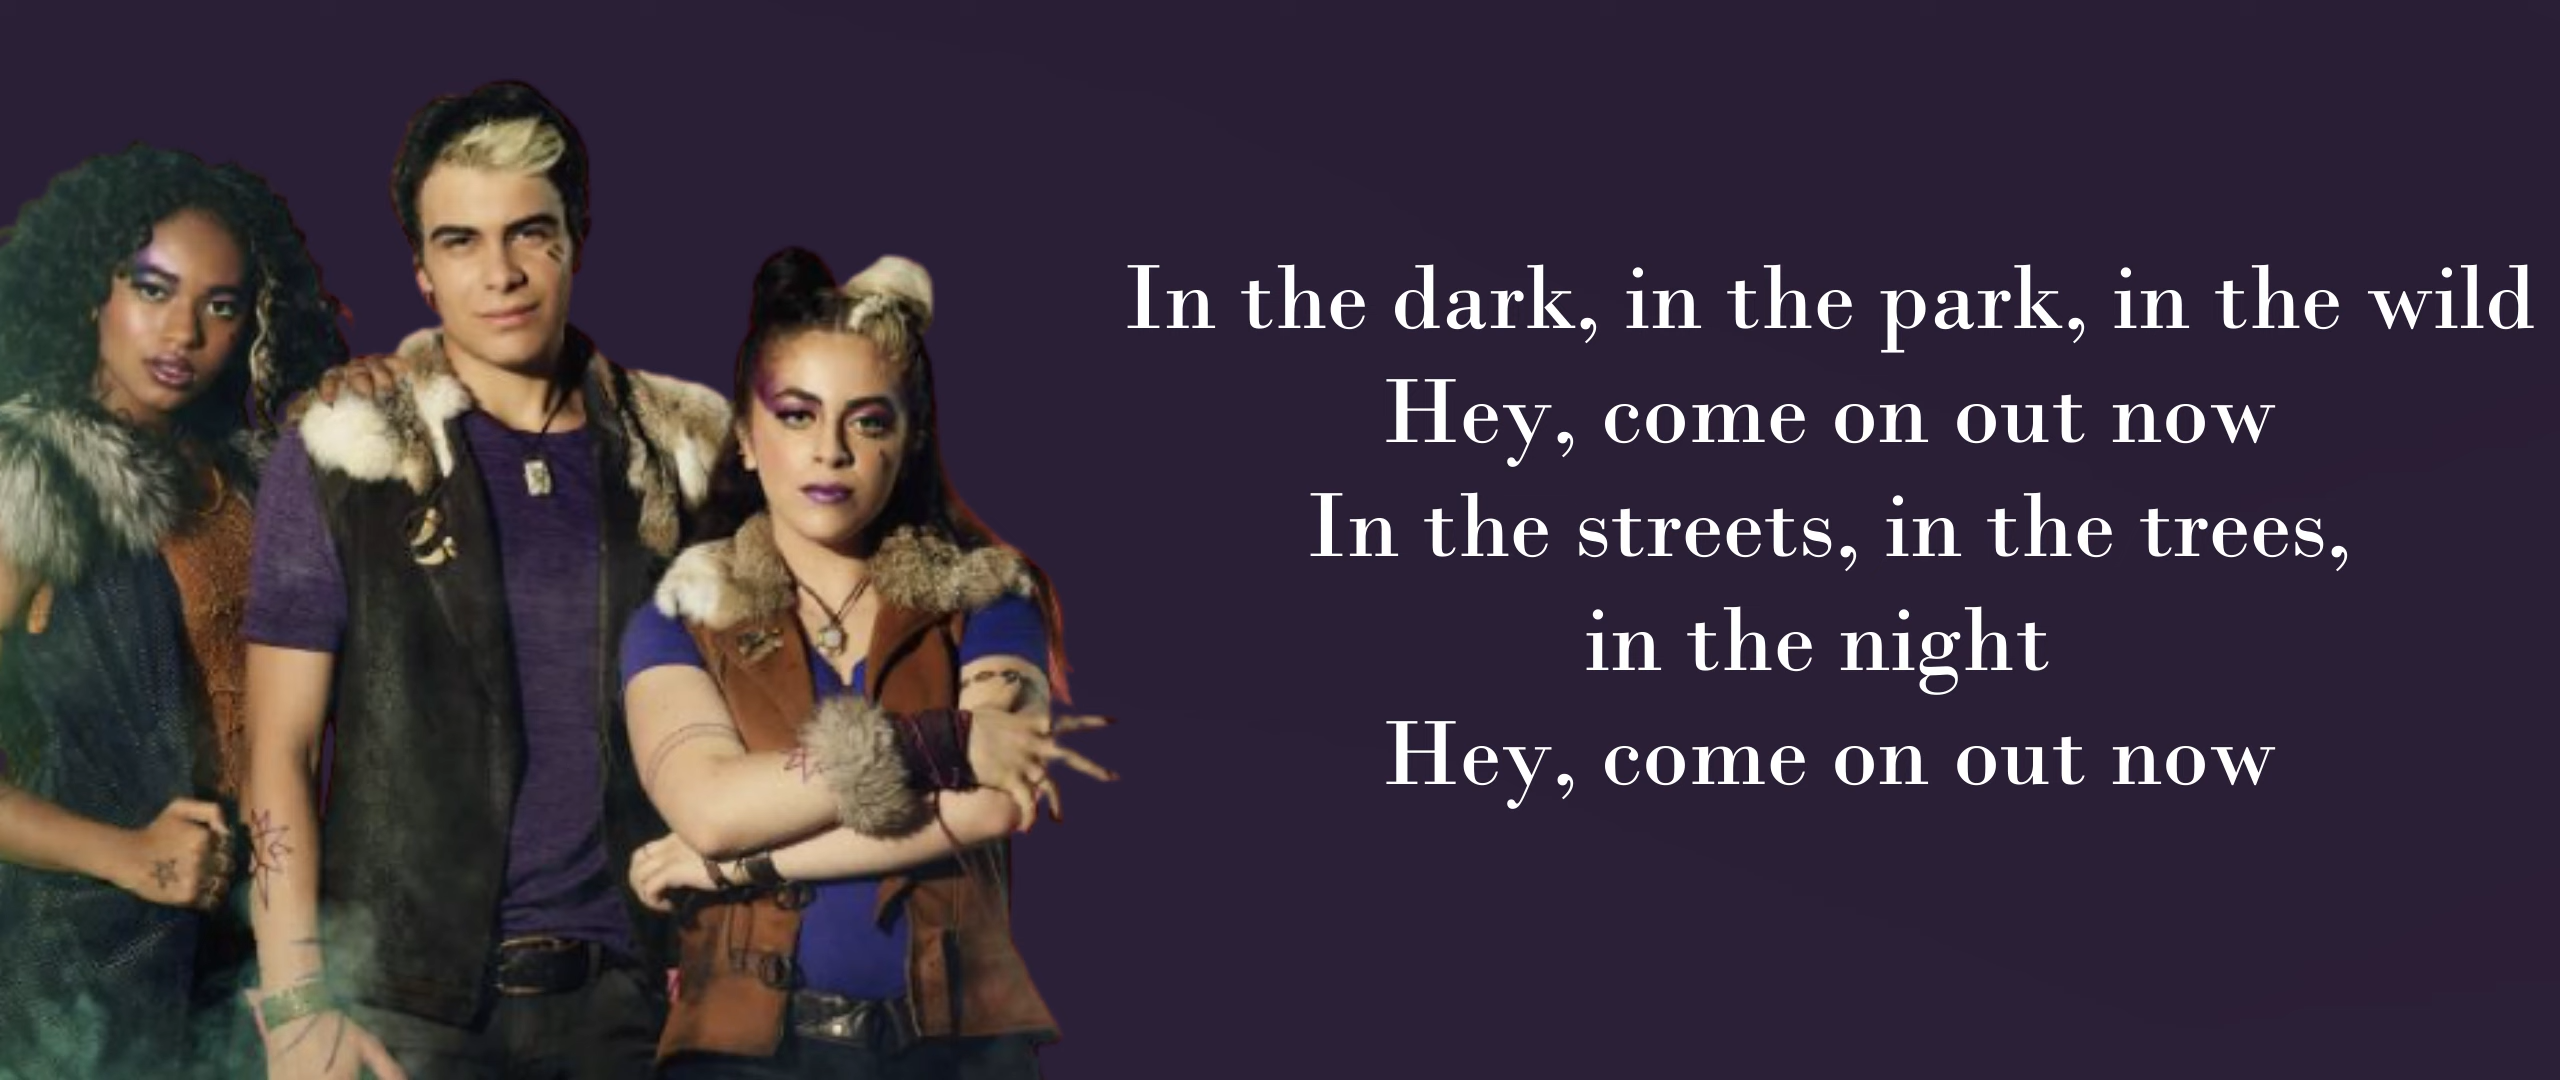 In the dark, in the park, in the wild
Hey, come on out now
In the streets, in the trees,
in the night
Hey, come on out now